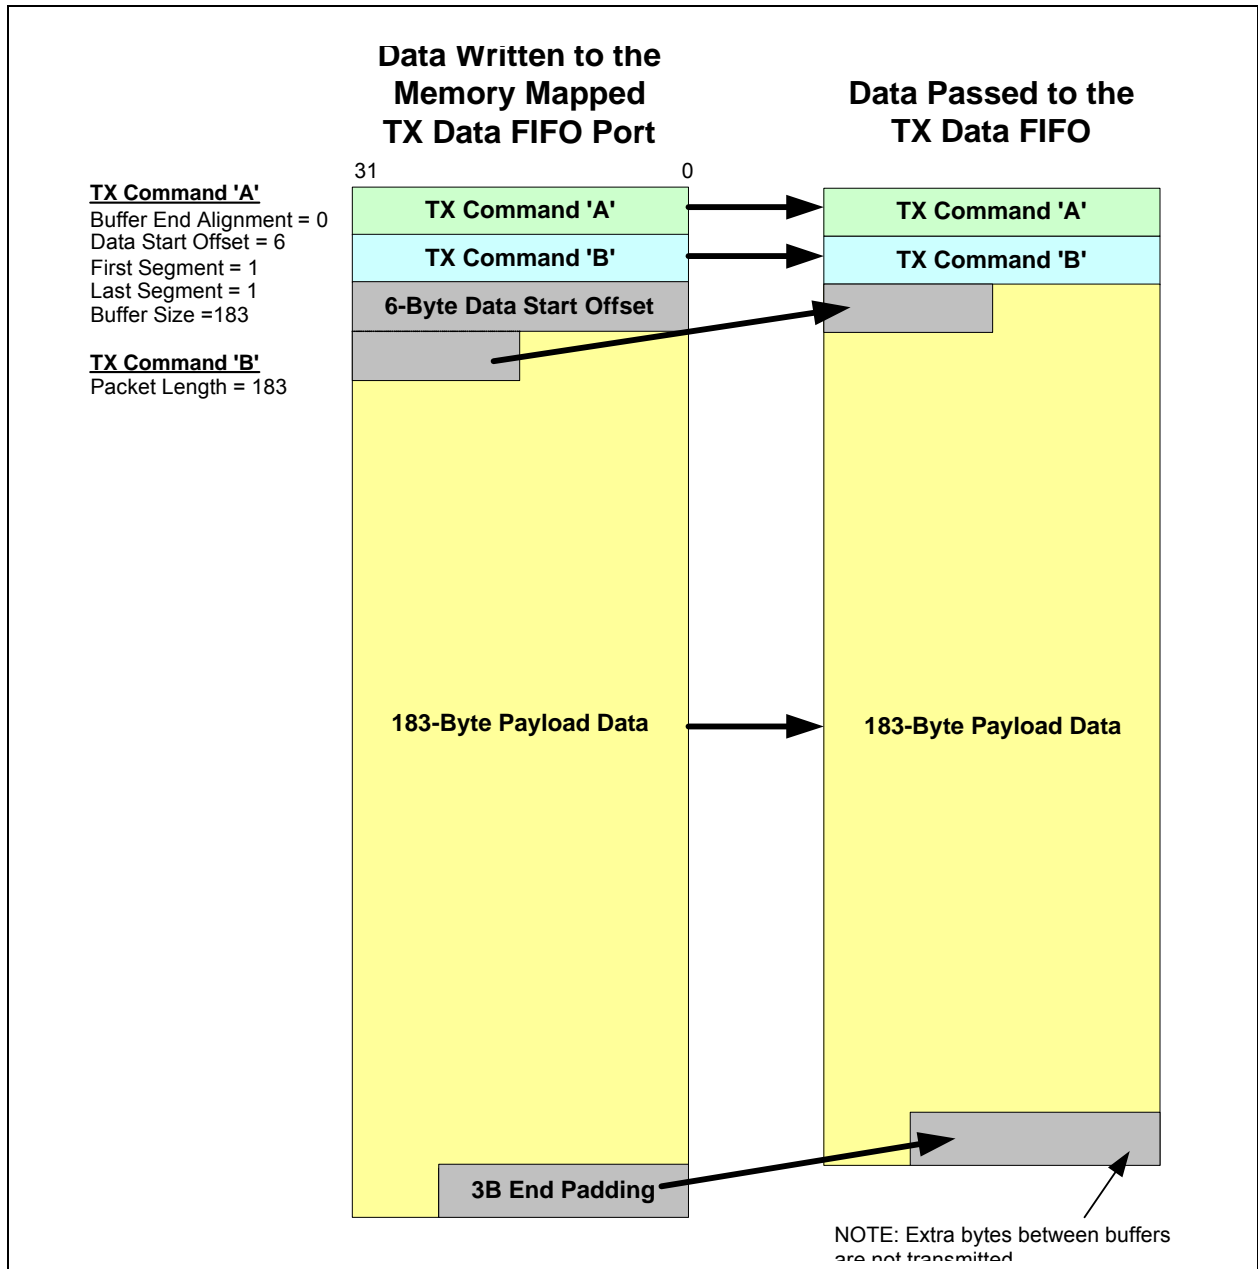 Data Written to the
Memory Mapped
TX Data FIFO Port
Data Passed to the
TX Data FIFO
31
0
TX Command 'A'
Buffer End Alignment = 0
Data Start Offset = 6
First Segment = 1
Last Segment = 1
Buffer Size =183
TX Command 'B'
Packet Length = 183
TX Command 'A'
TX Command 'B'
6-Byte Data Start Offset
183-Byte Payload Data
3B End Padding
TX Command 'A'
TX Command 'B'
183-Byte Payload Data
NOTE: Extra bytes between buffers
are not transmitted